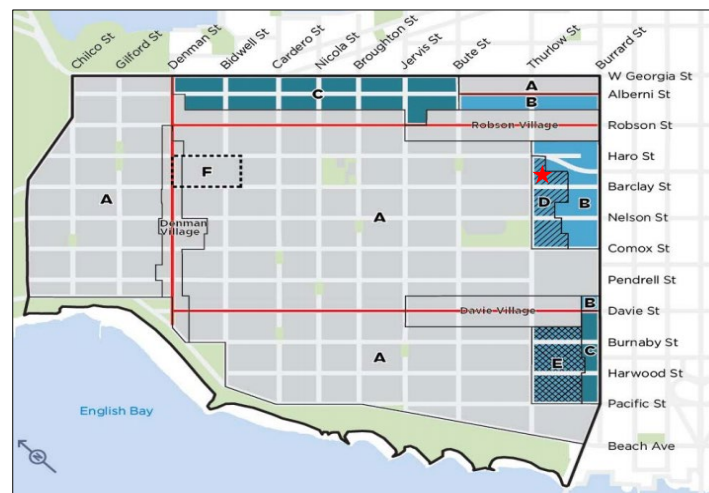 Chilco St
Gilford St
Denman St
Bidwell St
Cardero St
Nicola St
Broughton St
Jervis St
Bute St
Thurlow St
Burrard St
W Georgia St
A
C
Alberni St
B
Robson Village
Robson St
Haro St
F
Barclay St
A
A
D
B
Nelson St
Denman
Village
Comox St
Pendrell St
B
Davie Village
Davie St
Burnaby St
A
E
C
Harwood St
Pacific St
English Bay
Beach Ave
N